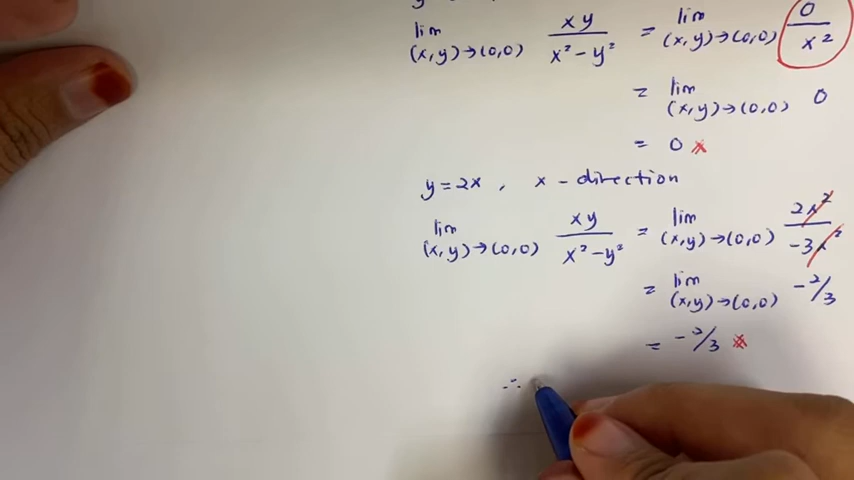 lim (x,y)→(0,0) xy / x²-y² = lim (x,y)→(0,0) 0 / x²
= lim (x,y)→(0,0) 0
= 0
y = 2x , x - direction
lim (x,y)→(0,0) xy / x²-y² = lim (x,y)→(0,0) 2x² / -3x²
= lim (x,y)→(0,0) -2/3
= -2/3
∴